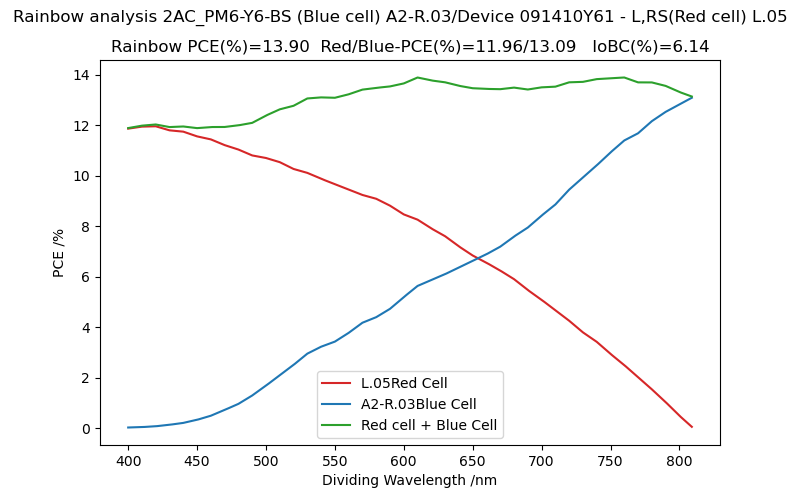 Rainbow analysis 2AC_PM6-Y6-BS (Blue cell) A2-R.03/Device 091410Y61 - L,RS(Red cell) L.05
Rainbow PCE(%)=13.90  Red/Blue-PCE(%)=11.96/13.09   IoBC(%)=6.14
14
12
10
8
6
4
2
0
PCE /%
L.05Red Cell
A2-R.03Blue Cell
Red cell + Blue Cell
400 450 500 550 600 650 700 750 800
Dividing Wavelength /nm